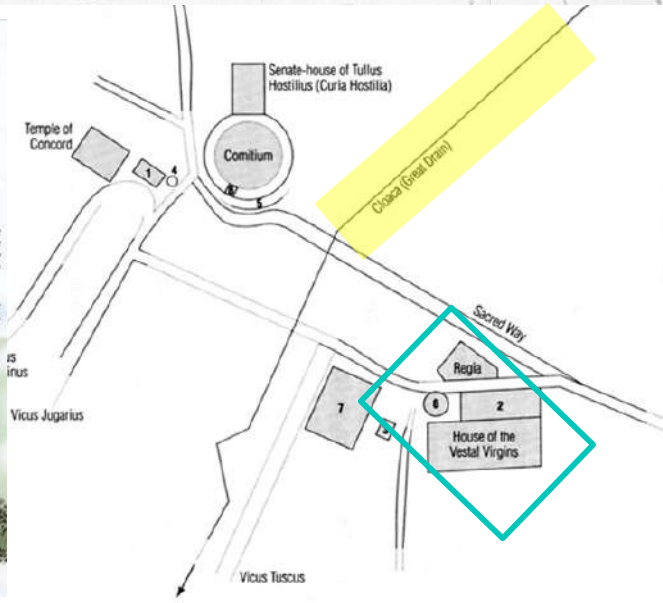 Senate-house of Tullus
Hostilius (Curia Hostilia)
Temple of
Concord
1
4
Comitium
5
Cloaca (Great Drain)
Sacred Way
Regia
6
2
7
House of the
Vestal Virgins
Vicus Jugarius
Vicus Tuscus